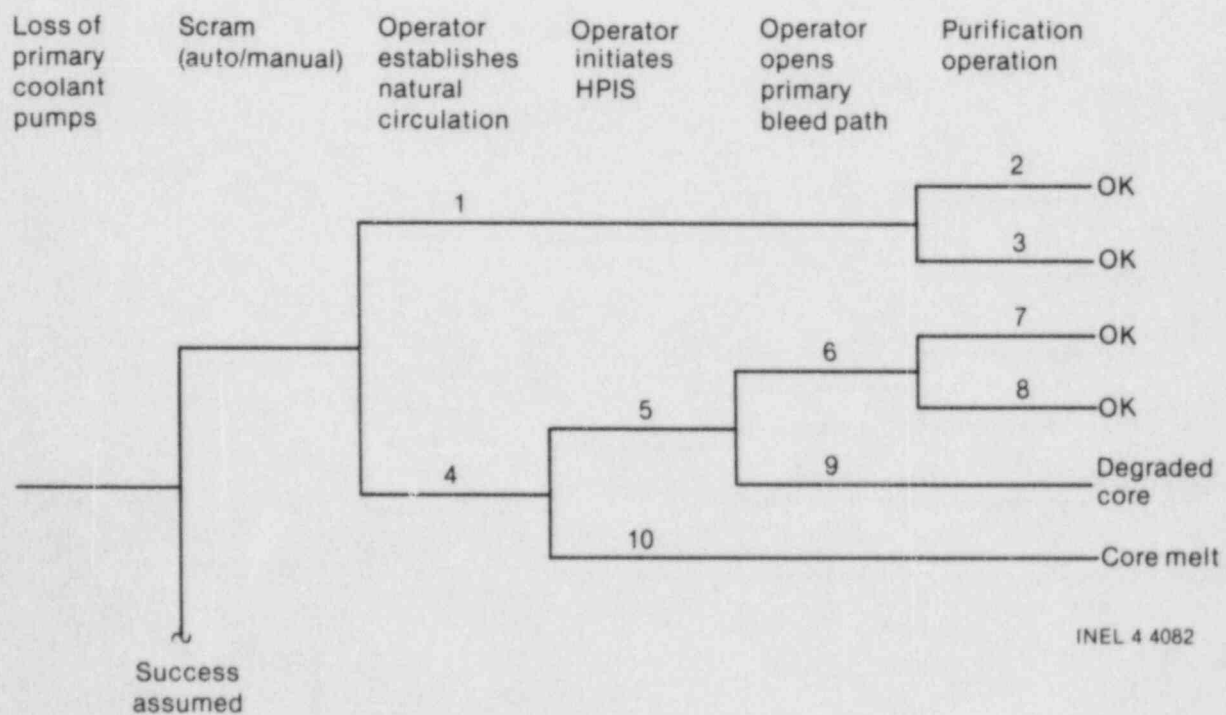 Loss of
primary
coolant
pumps
Scram
(auto/manual)
Operator
establishes
natural
circulation
Operator
initiates
HPIS
Operator
opens
primary
bleed path
Purification
operation
1
2
OK
3
OK
4
5
6
7
OK
8
OK
9
Degraded
core
10
Core melt
Success
assumed
INEL 4 4082